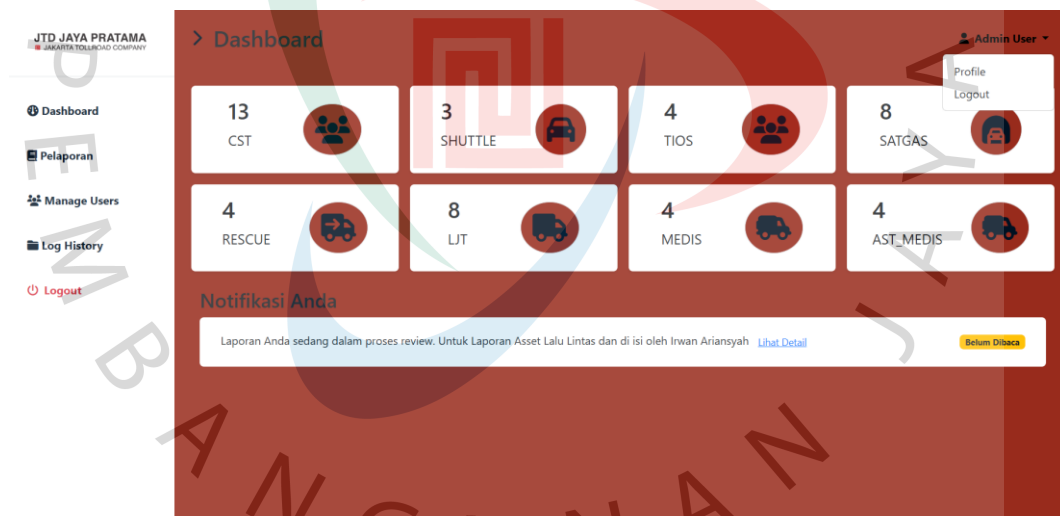 JTD JAYA PRATAMA
JAKARTA TOLLROAD COMPANY
Dashboard
Pelaporan
Manage Users
Log History
Logout
> Dashboard
Admin User
Profile
Logout
13
CST
3
SHUTTLE
4
TIOS
8
SATGAS
4
RESCUE
8
LJT
4
MEDIS
4
AST_MEDIS
Notifikasi Anda
Laporan Anda sedang dalam proses review. Untuk Laporan Asset Lalu Lintas dan di isi oleh Irwan Ariansyah Lihat Detail
Belum Dibaca
PEMBANGUNAN JAYA